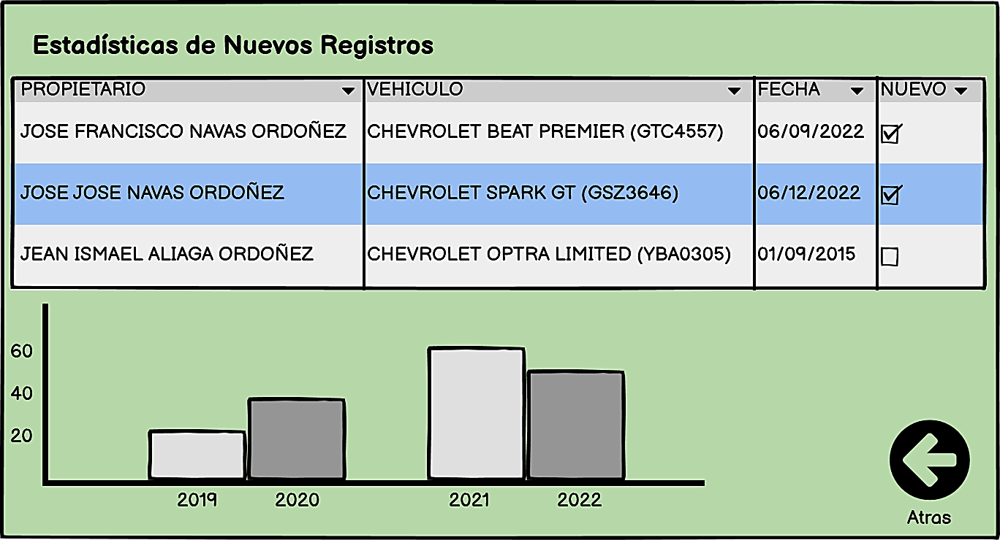 Estadísticas de Nuevos Registros
PROPIETARIO VEHICULO FECHA NUEVO
JOSE FRANCISCO NAVAS ORDOÑEZ CHEVROLET BEAT PREMIER (GTC4557) 06/09/2022
JOSE JOSE NAVAS ORDOÑEZ CHEVROLET SPARK GT (GSZ3646) 06/12/2022
JEAN ISMAEL ALIAGA ORDOÑEZ CHEVROLET OPTRA LIMITED (YBA0305) 01/09/2015
60
40
20
2019 2020 2021 2022
Atras